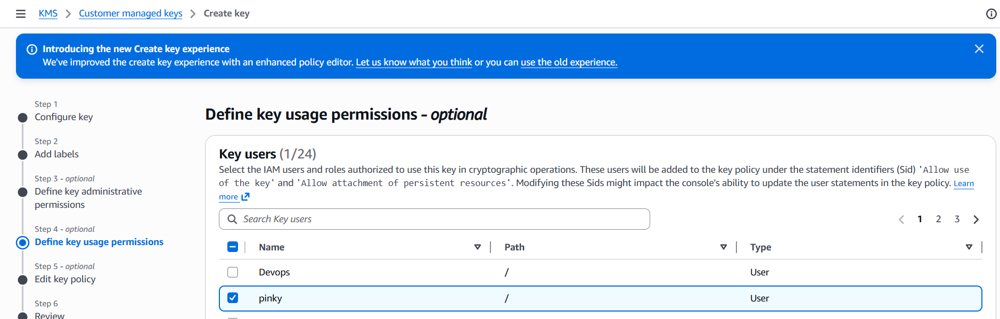 KMS > Customer managed keys > Create key
Introducing the new Create key experience
We've improved the create key experience with an enhanced policy editor. Let us know what you think or you can use the old experience.
Step 1
Configure key
Step 2
Add labels
Step 3 - optional
Define key administrative
permissions
Step 4 - optional
Define key usage permissions
Step 5 - optional
Edit key policy
Step 6
Review
Define key usage permissions - optional
Key users (1/24)
Select the IAM users and roles authorized to use this key in cryptographic operations. These users will be added to the key policy under the statement identifiers (Sid) 'Allow use
of the key' and 'Allow attachment of persistent resources'. Modifying these Sids might impact the console's ability to update the user statements in the key policy. Learn
more
Search Key users
1 2 3
Name Path Type
Devops / User
pinky / User